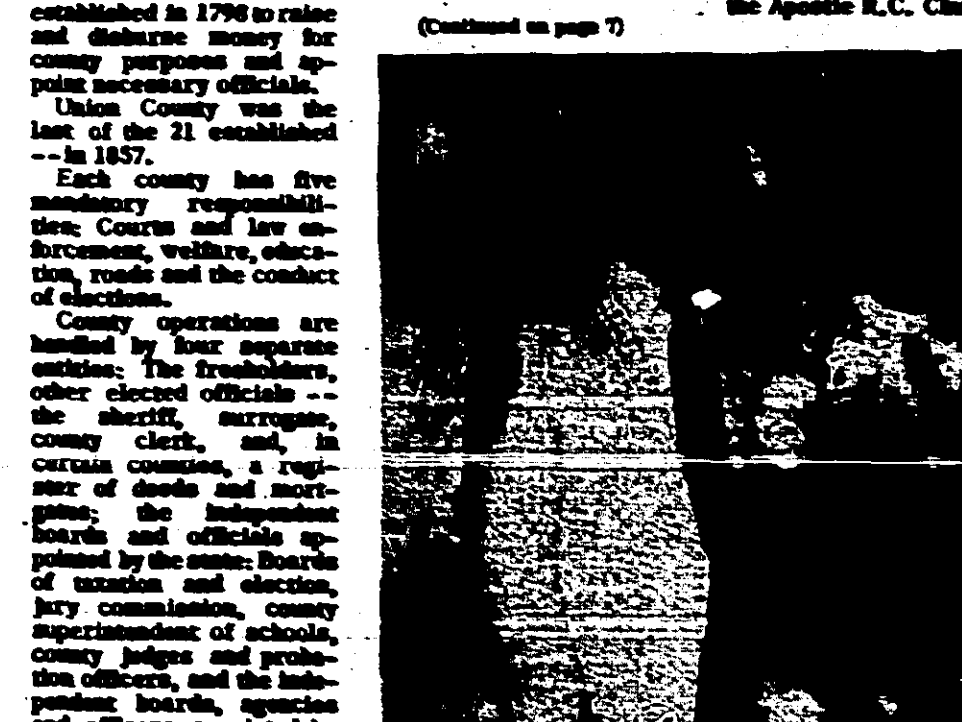 established in 1798 to raise
and disburse money for
county purposes and ap-
point necessary officials.
Union County was the
last of the 21 established
-- in 1857.
Each county has five
mandatory responsibili-
ties: Courts and law en-
forcement, welfare, educa-
tion, roads and the conduct
of elections.
County operations are
handled by four separate
entities: The freeholders,
other elected officials --
the sheriff, surrogate,
county clerk, and, in
certain counties, a regi-
ster of deeds and mort-
gages; the independent
boards and officials ap-
pointed by the state: Boards
of taxation and election,
jury commission, county
superintendent of schools,
county judges and proba-
tion officers, and the inde-
pendent boards, agencies
(Continued on page 7)
the Apostle R.C.